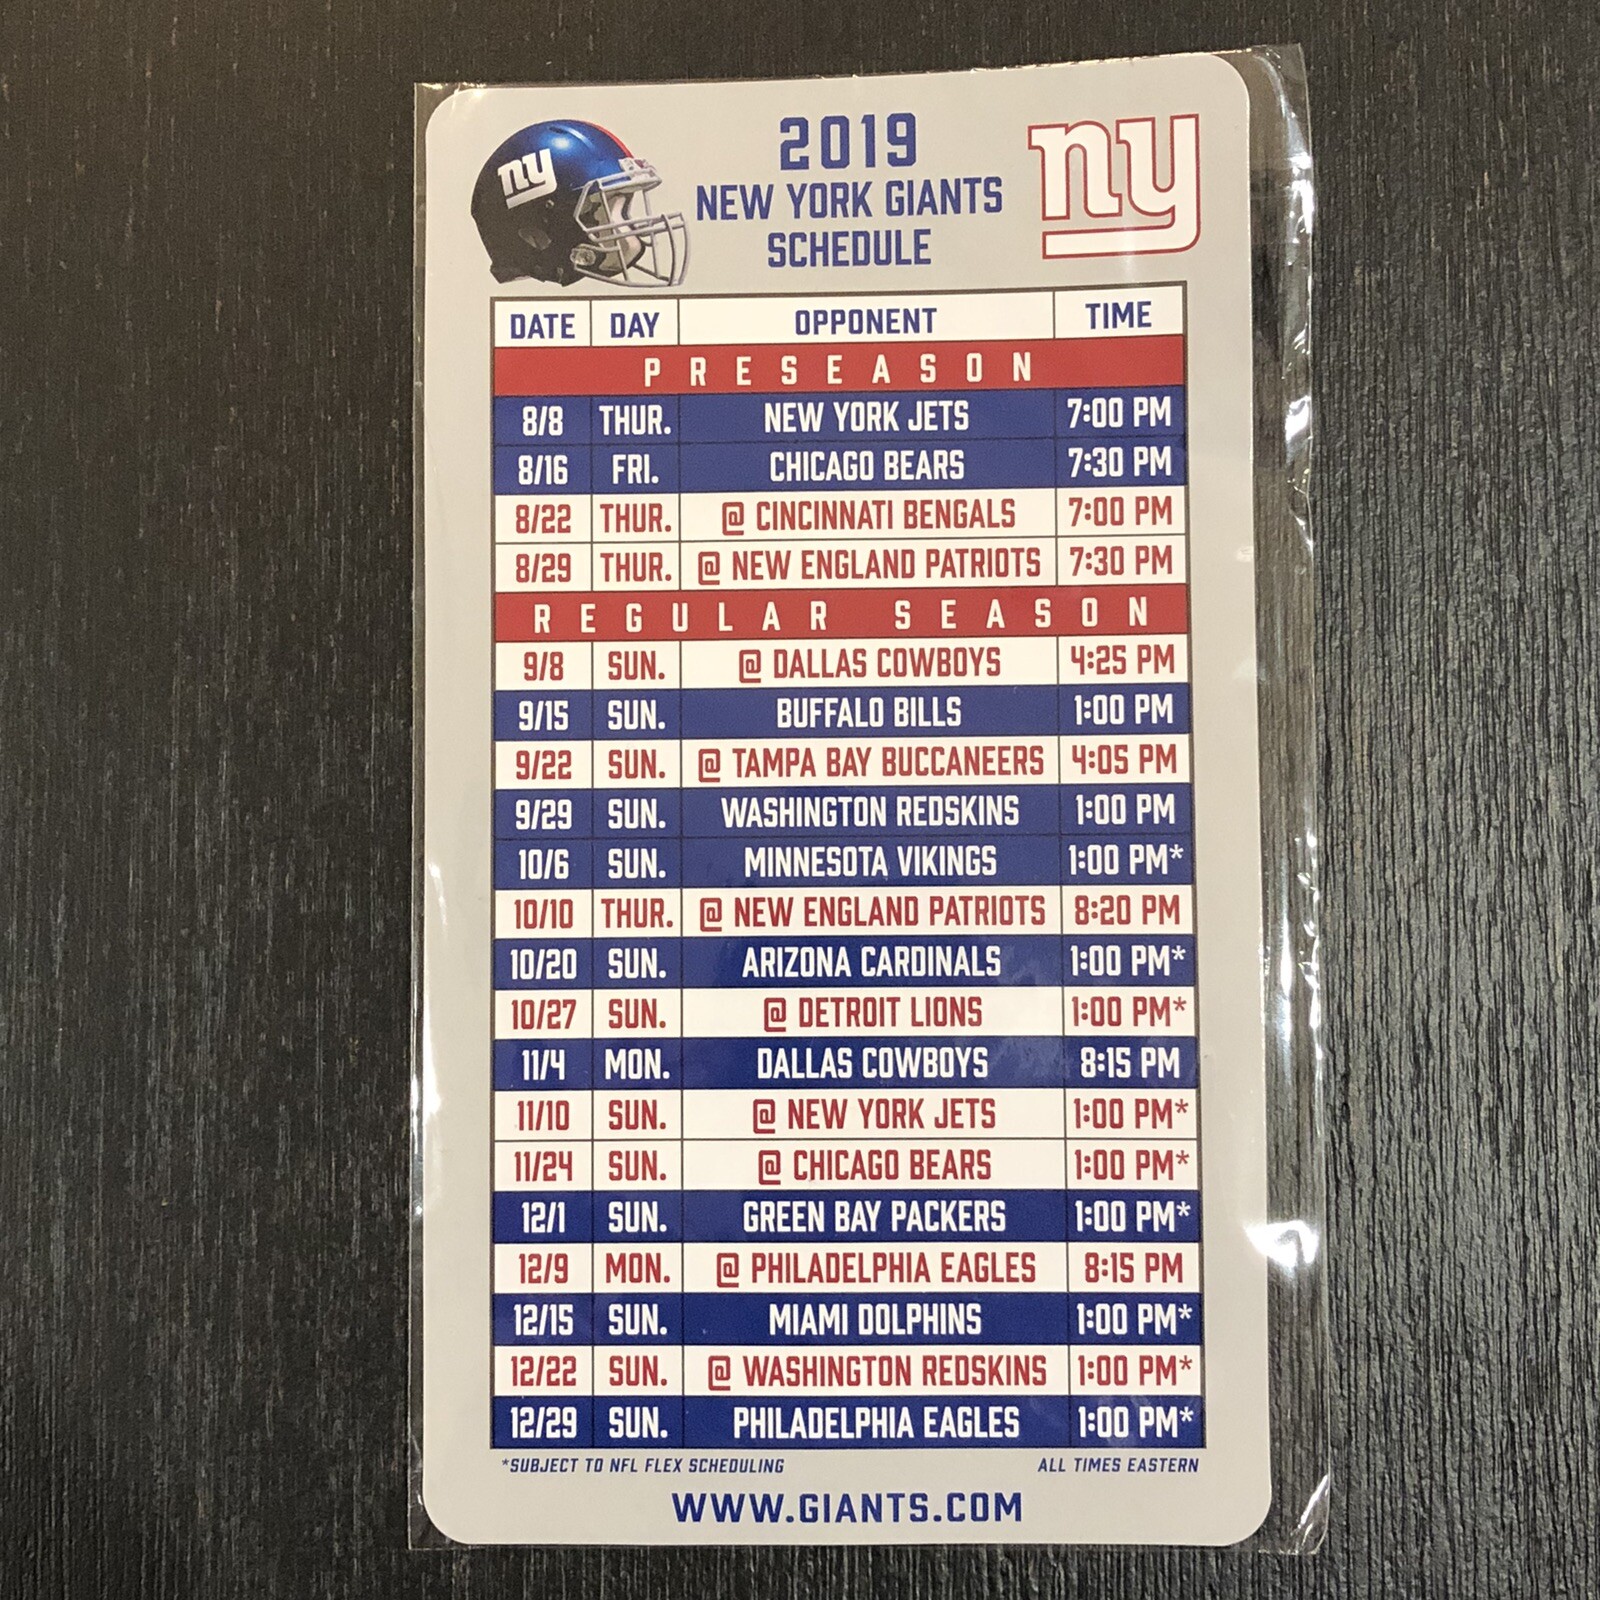 ny
2019
NEW YORK GIANTS
SCHEDULE
ny
DATE DAY OPPONENT TIME
PRESEASON
8/8 THUR. NEW YORK JETS 7:00 PM
8/16 FRI. CHICAGO BEARS 7:30 PM
8/22 THUR. @ CINCINNATI BENGALS 7:00 PM
8/29 THUR. @ NEW ENGLAND PATRIOTS 7:30 PM
REGULAR SEASON
9/8 SUN. @ DALLAS COWBOYS 4:25 PM
9/15 SUN. BUFFALO BILLS 1:00 PM
9/22 SUN. @ TAMPA BAY BUCCANEERS 4:05 PM
9/29 SUN. WASHINGTON REDSKINS 1:00 PM
10/6 SUN. MINNESOTA VIKINGS 1:00 PM*
10/10 THUR. @ NEW ENGLAND PATRIOTS 8:20 PM
10/20 SUN. ARIZONA CARDINALS 1:00 PM*
10/27 SUN. @ DETROIT LIONS 1:00 PM*
11/4 MON. DALLAS COWBOYS 8:15 PM
11/10 SUN. @ NEW YORK JETS 1:00 PM*
11/24 SUN. @ CHICAGO BEARS 1:00 PM*
12/1 SUN. GREEN BAY PACKERS 1:00 PM*
12/9 MON. @ PHILADELPHIA EAGLES 8:15 PM
12/15 SUN. MIAMI DOLPHINS 1:00 PM*
12/22 SUN. @ WASHINGTON REDSKINS 1:00 PM*
12/29 SUN. PHILADELPHIA EAGLES 1:00 PM*
*SUBJECT TO NFL FLEX SCHEDULING ALL TIMES EASTERN
WWW.GIANTS.COM